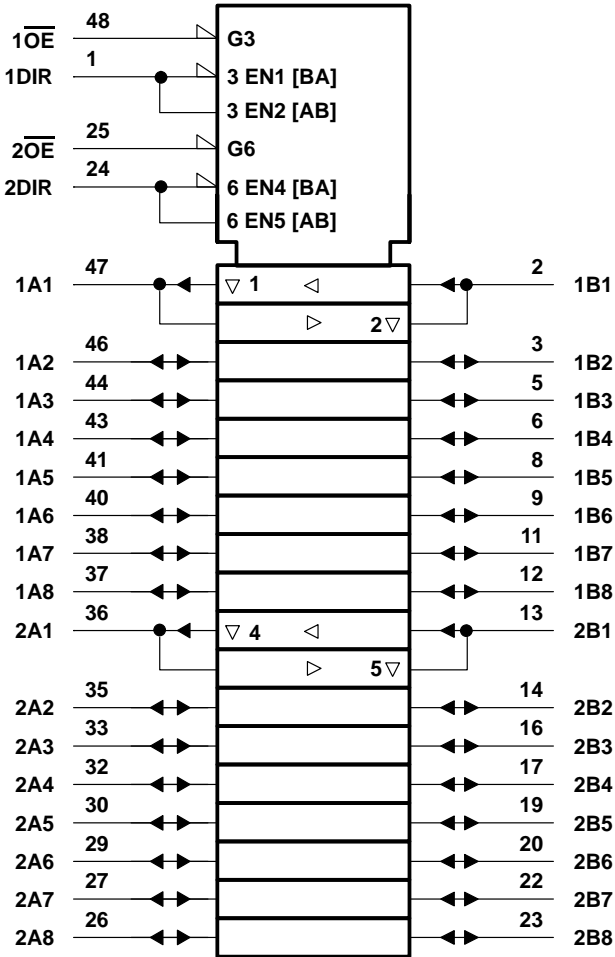 1OE 48 G3
1DIR 1 3 EN1 [BA]
3 EN2 [AB]
2OE 25 G6
2DIR 24 6 EN4 [BA]
6 EN5 [AB]
1A1 47 ▽ 1 ◁ 2 1B1
▷ 2 ▽
1A2 46 3 1B2
1A3 44 5 1B3
1A4 43 6 1B4
1A5 41 8 1B5
1A6 40 9 1B6
1A7 38 11 1B7
1A8 37 12 1B8
2A1 36 ▽ 4 ◁ 13 2B1
▷ 5 ▽
2A2 35 14 2B2
2A3 33 16 2B3
2A4 32 17 2B4
2A5 30 19 2B5
2A6 29 20 2B6
2A7 27 22 2B7
2A8 26 23 2B8